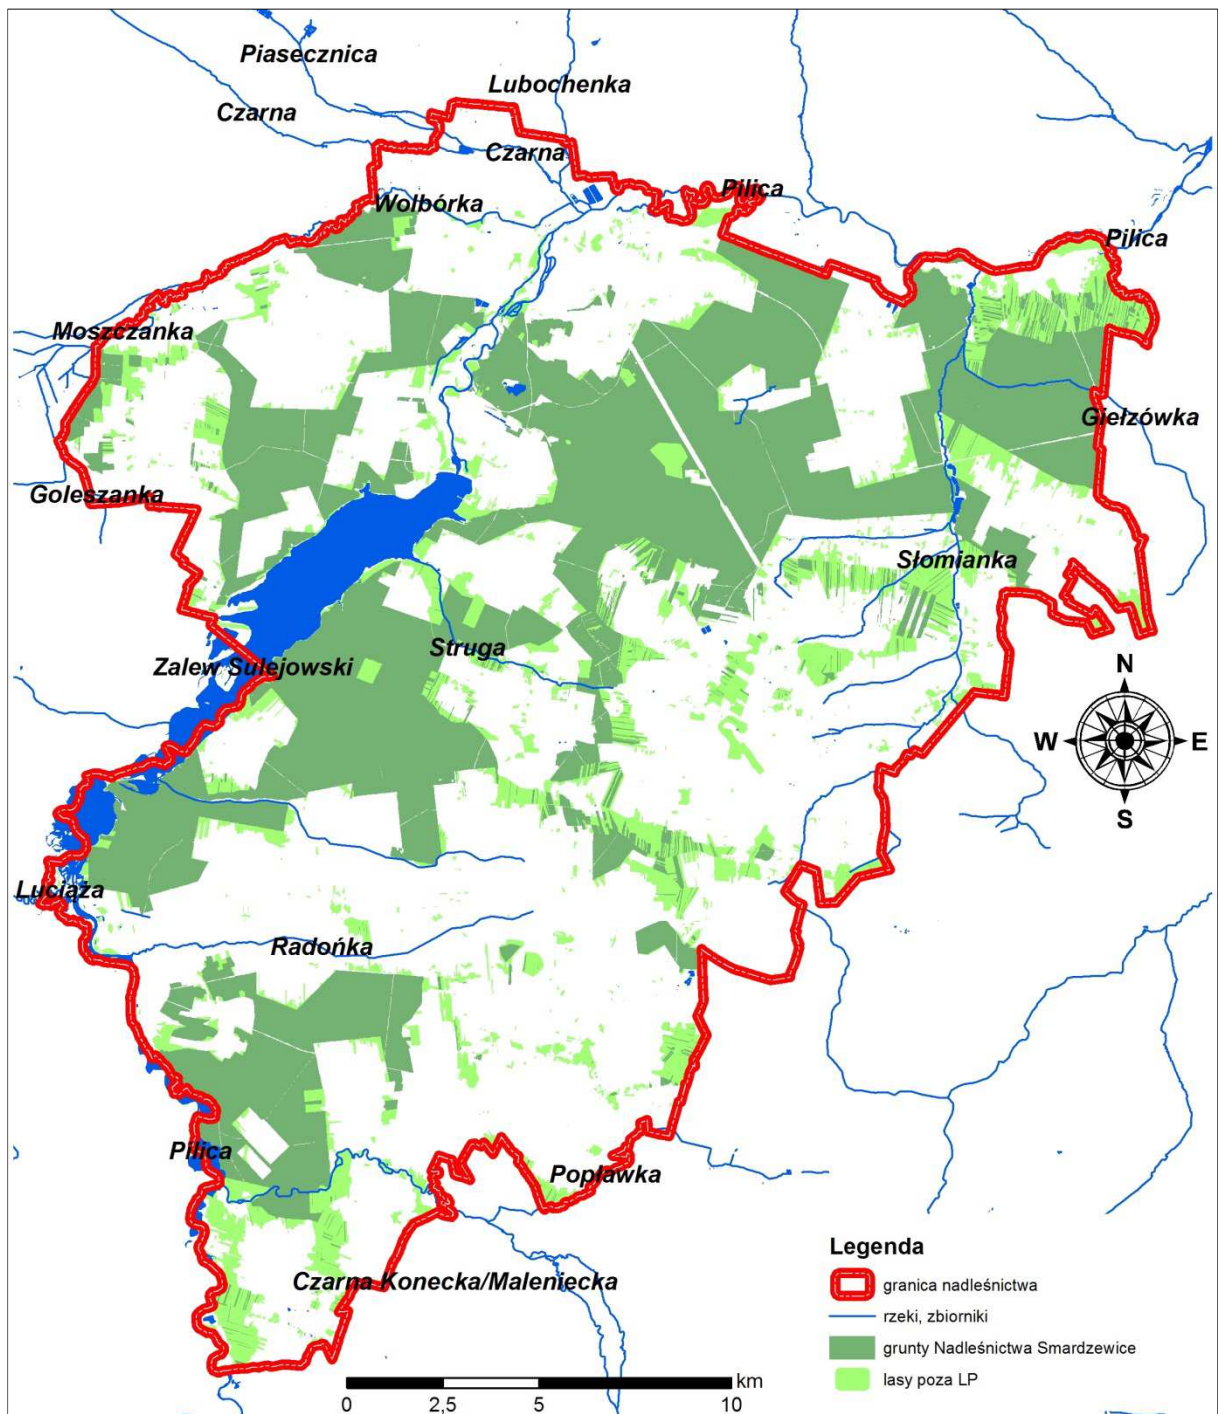 Piasecznica
Lubochenka
Czarna
Czarna
Pilica
Wolbórka
Pilica
Moszczanka
Giełzówka
Goleszanka
Słomianka
Struga
Zalew Sulejowski
N
W
E
S
Luciąża
Radońka
Pilica
Popławka
Czarna Konecka/Maleniecka
Legenda
granica nadleśnictwa
rzeki, zbiorniki
grunty Nadleśnictwa Smardzewice
lasy poza LP
km
0 2,5 5 10